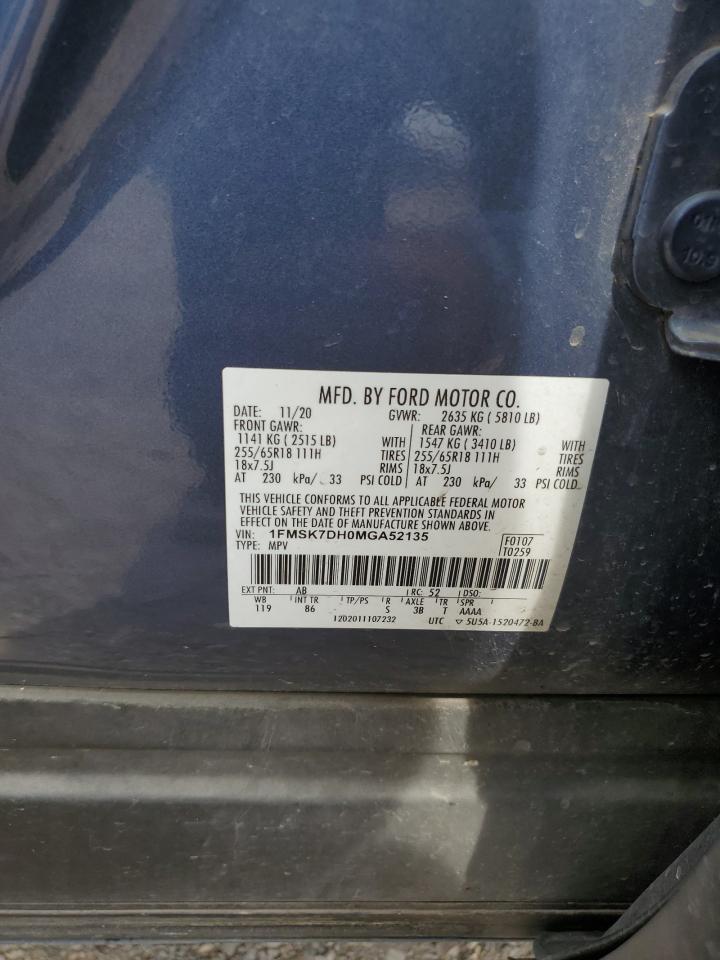 MFD. BY FORD MOTOR CO.
DATE: 11/20 GVWR: 2635 KG ( 5810 LB)
FRONT GAWR: REAR GAWR:
1141 KG ( 2515 LB) WITH 1547 KG ( 3410 LB) WITH
255/65R18 111H TIRES 255/65R18 111H TIRES
18x7.5J RIMS 18x7.5J RIMS
AT 230 kPa/ 33 PSI COLD AT 230 kPa/ 33 PSI COLD
THIS VEHICLE CONFORMS TO ALL APPLICABLE FEDERAL MOTOR
VEHICLE SAFETY AND THEFT PREVENTION STANDARDS IN
EFFECT ON THE DATE OF MANUFACTURE SHOWN ABOVE.
VIN: 1FMSK7DH0MGA52135 F0107
TYPE: MPV T0259
EXT PNT: AB RC: 52 DSO:
WB INT TR TP/PS R AXLE TR SPR
119 86 S 3B T AAAA
12D2011107232 UTC ▽ 5U5A-1520472-BA